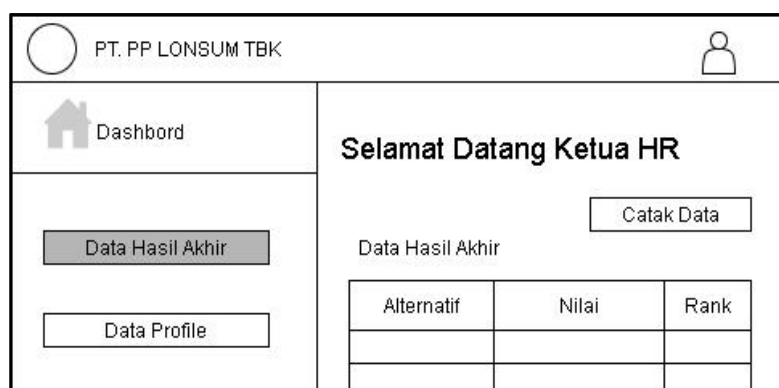 PT. PP LONSUM TBK
Dashbord
Data Hasil Akhir
Data Profile
Selamat Datang Ketua HR
Catak Data
Data Hasil Akhir
Alternatif Nilai Rank